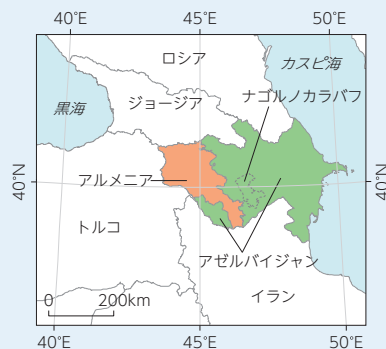 40°E
45°E
50°E
ロシア
カスピ海
ナゴルノカラバフ
黒海
ジョージア
40°N
アルメニア
40°N
トルコ
アゼルバイジャン
イラン
0 200km
40°E
45°E
50°E